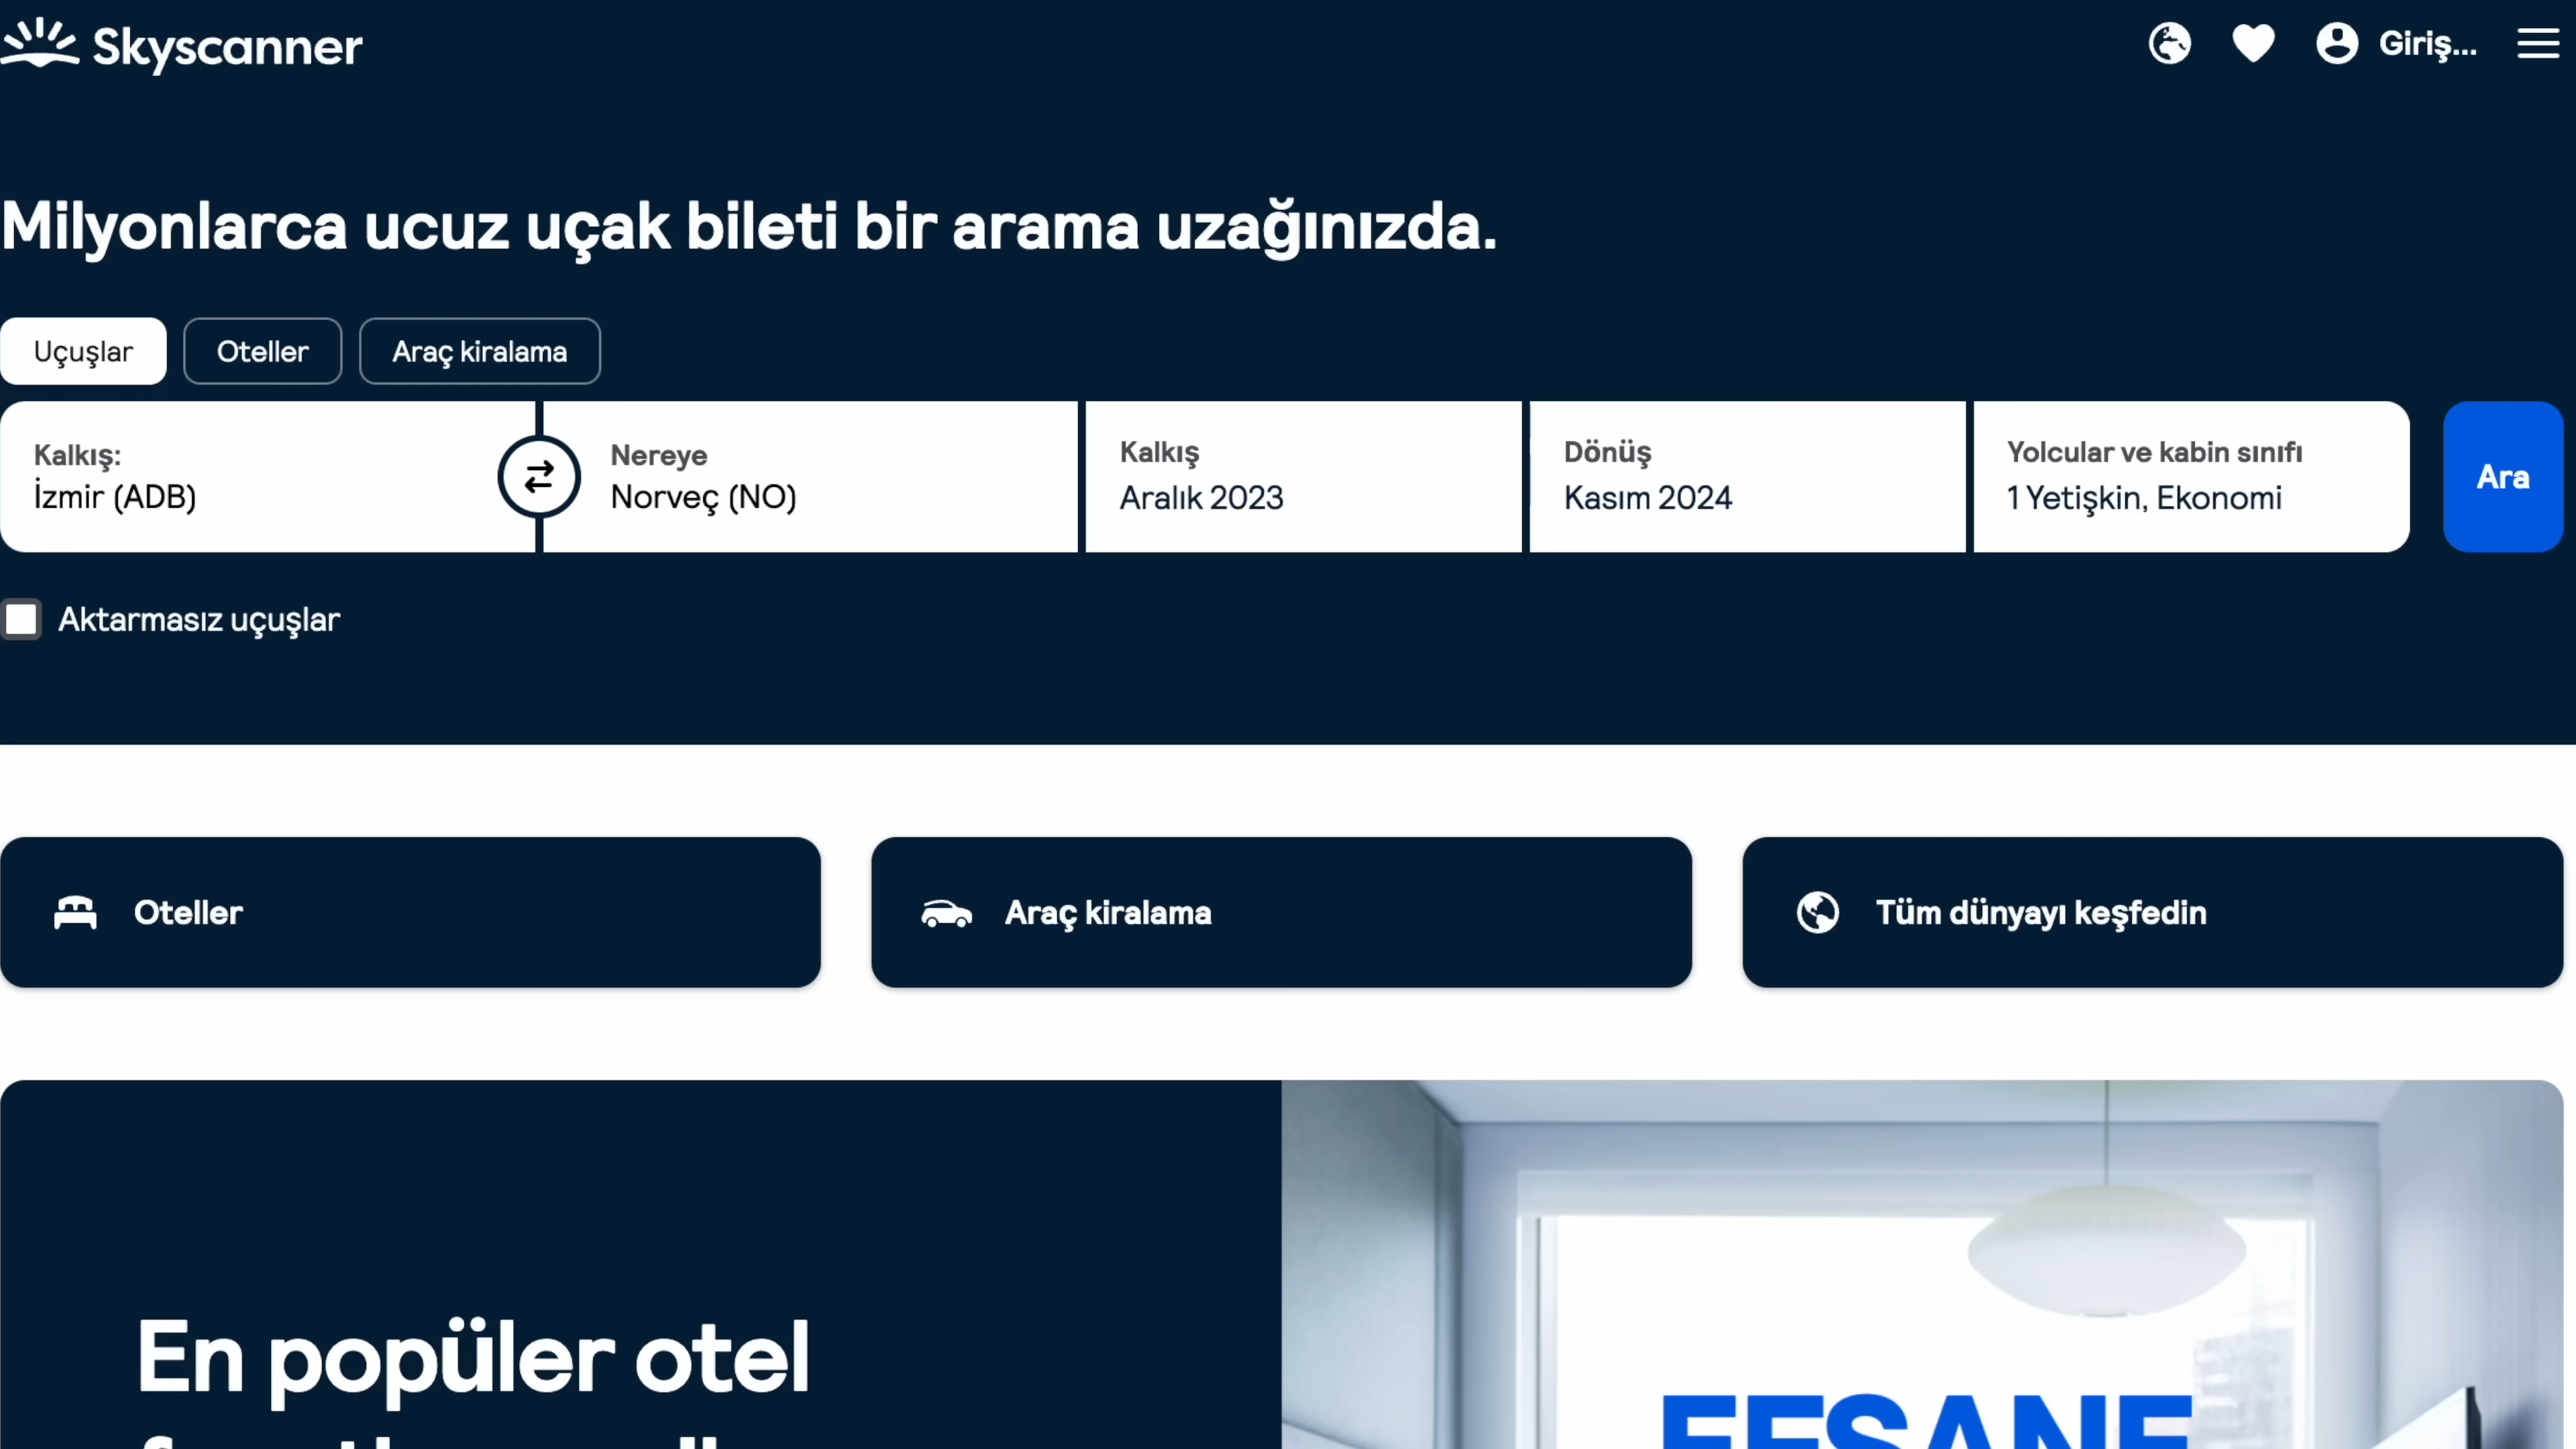 Skyscanner
Giriş...
Milyonlarca ucuz uçak bileti bir arama uzağınızda.
Uçuşlar
Oteller
Araç kiralama
Kalkış:
İzmir (ADB)
Nereye
Norveç (NO)
Kalkış
Aralık 2023
Dönüş
Kasım 2024
Yolcular ve kabin sınıfı
1 Yetişkin, Ekonomi
Ara
Aktarmasız uçuşlar
Oteller
Araç kiralama
Tüm dünyayı keşfedin
En popüler otel